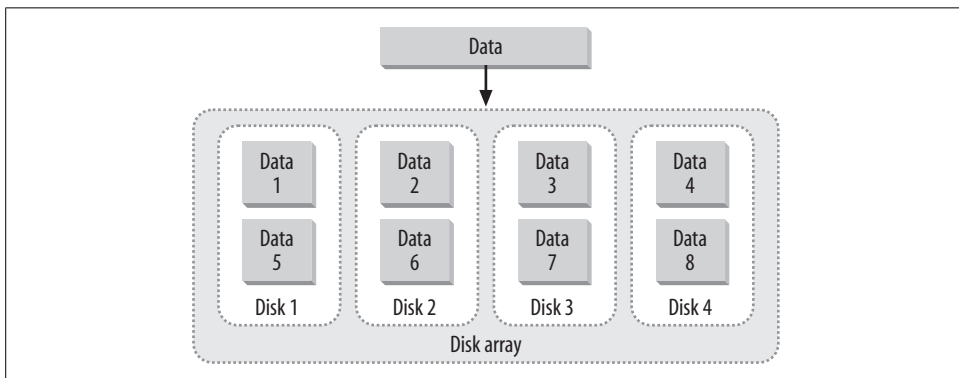 Data
Data
1
Data
2
Data
3
Data
4
Data
5
Data
6
Data
7
Data
8
Disk 1
Disk 2
Disk 3
Disk 4
Disk array